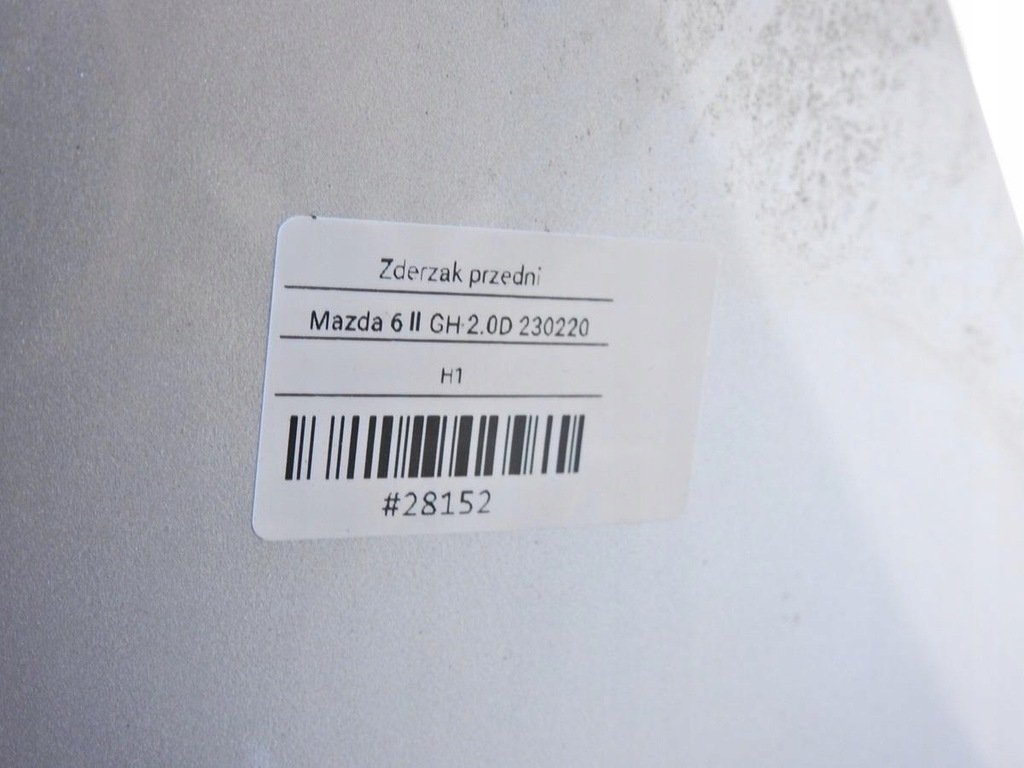 Zderzak przedni
Mazda 6 II GH 2.0D 230220
H1
#28152